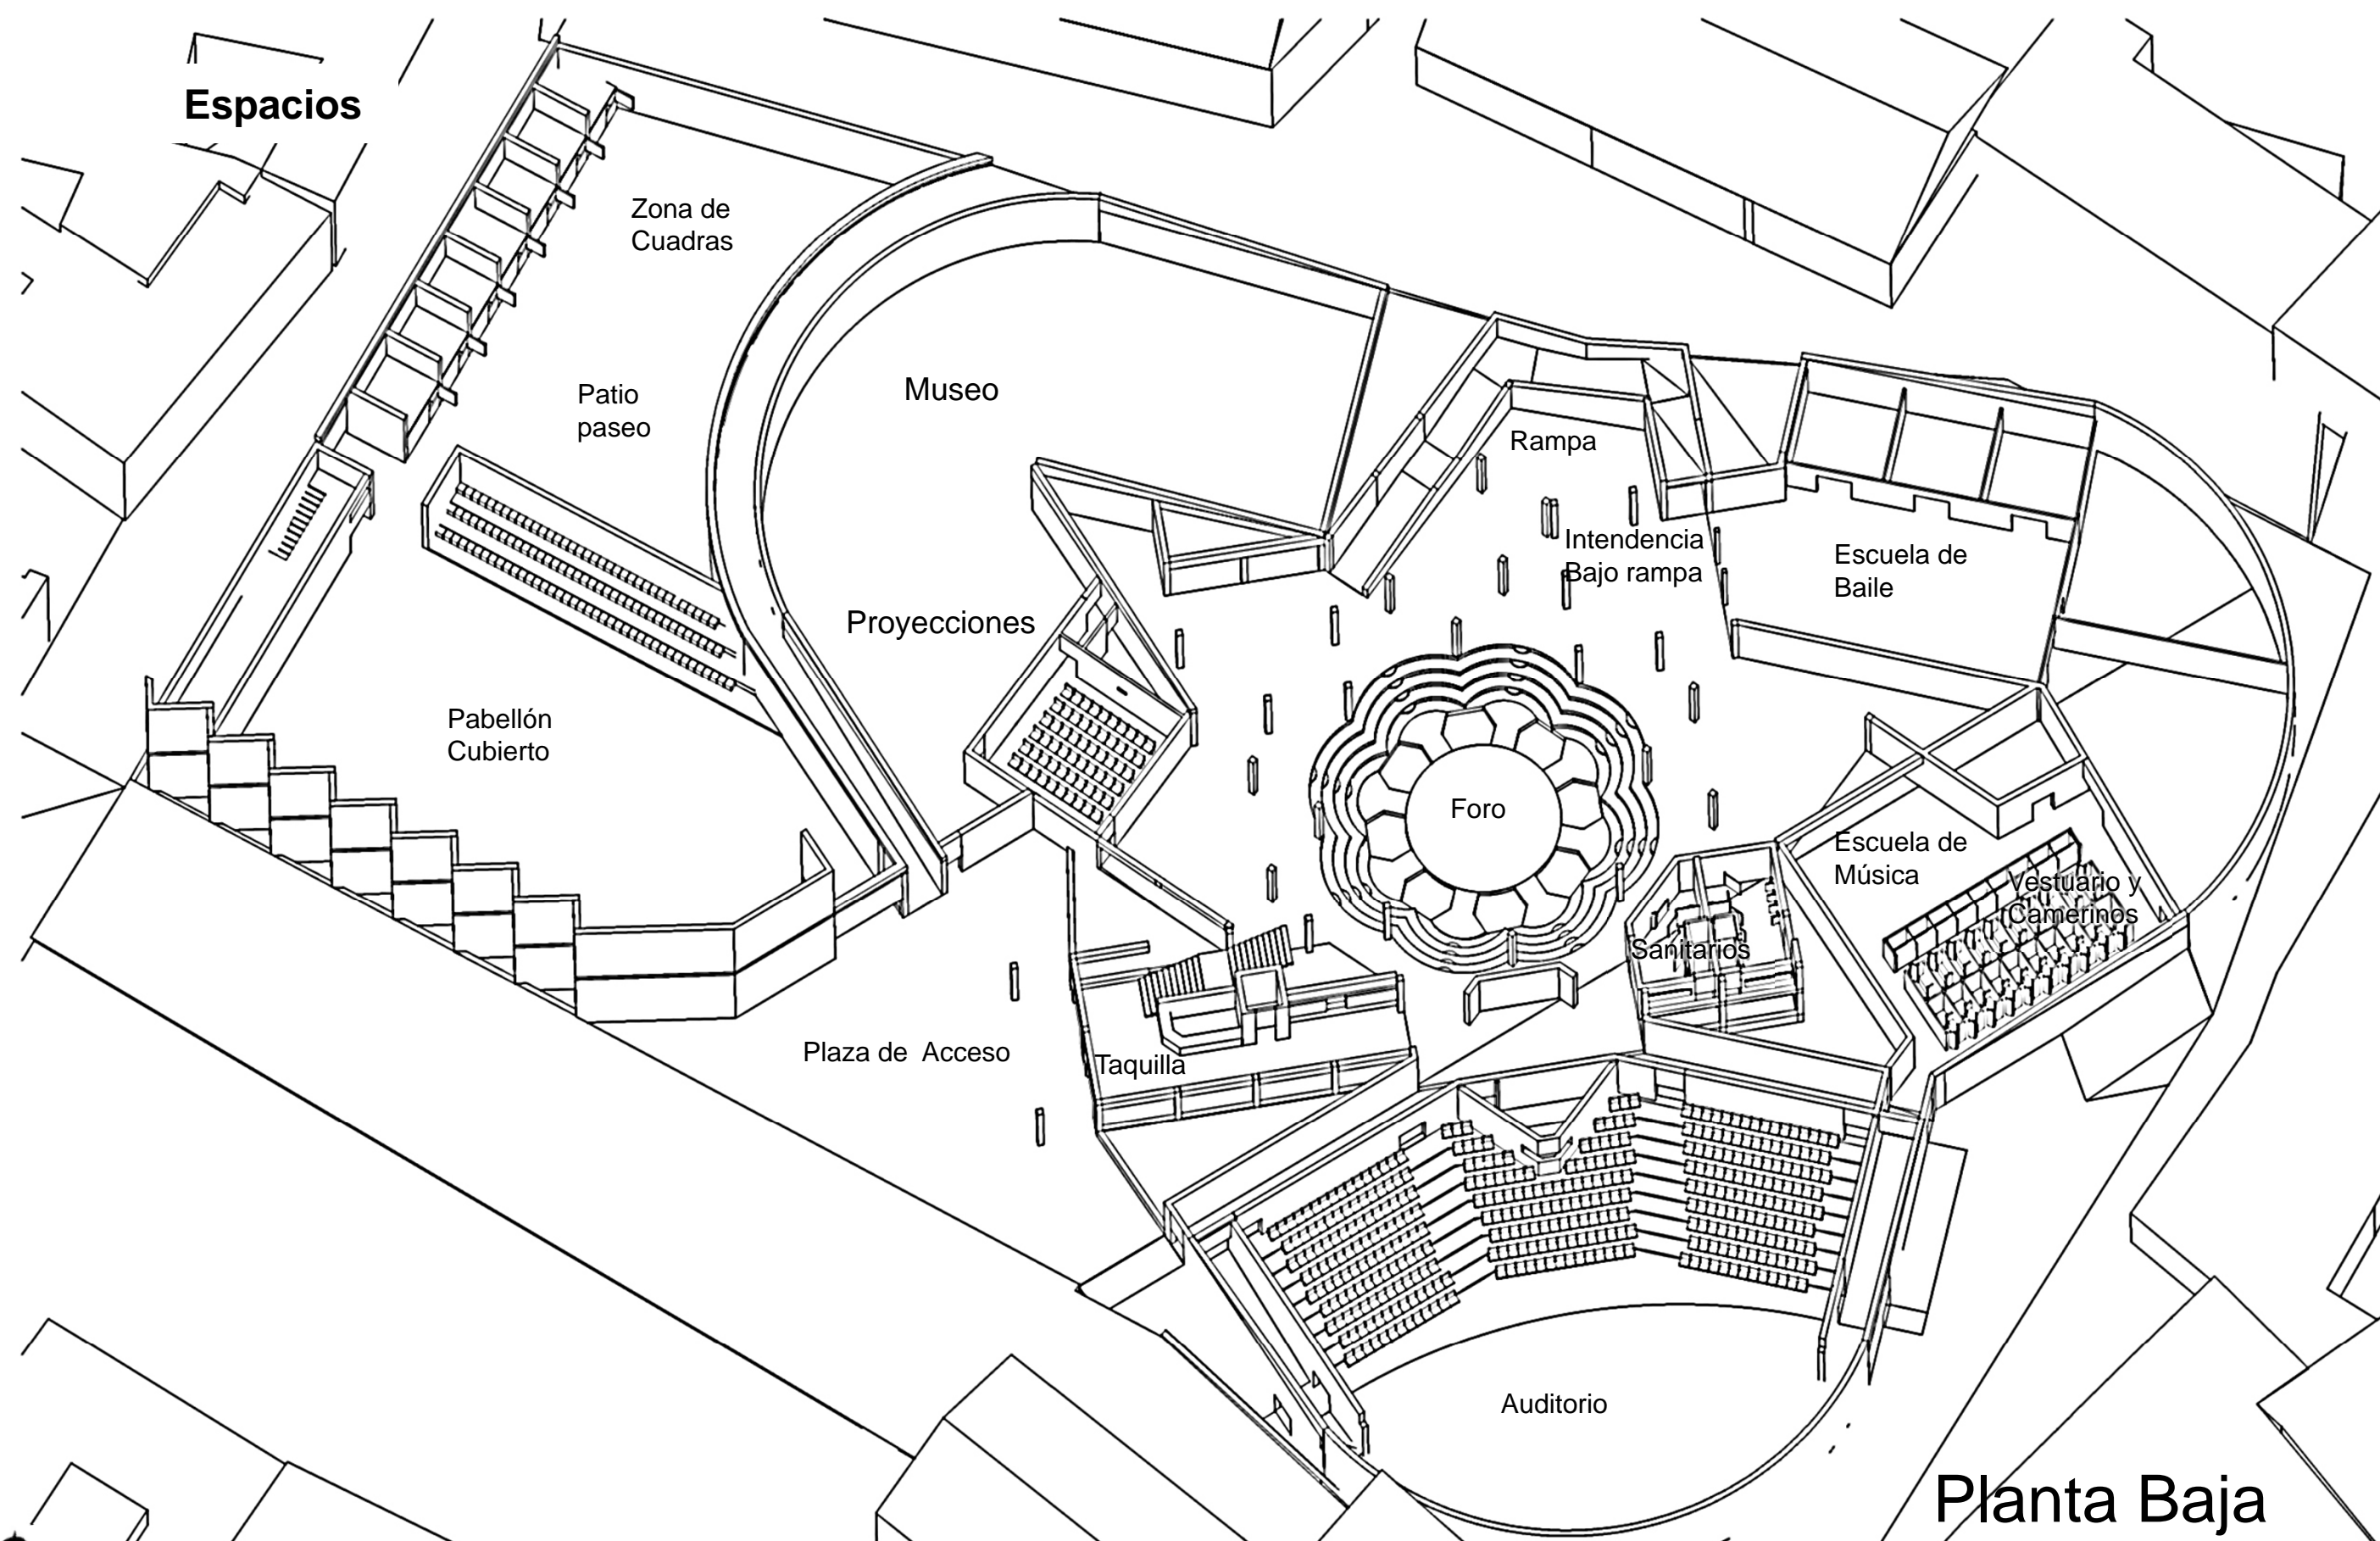 Espacios
Zona de
Cuadras
Patio
paseo
Museo
Rampa
Intendencia
Bajo rampa
Escuela de
Baile
Proyecciones
Pabellón
Cubierto
Foro
Escuela de
Música
Vestuario y
Camerinos
Sanitarios
Plaza de Acceso
Taquilla
Auditorio
Planta Baja